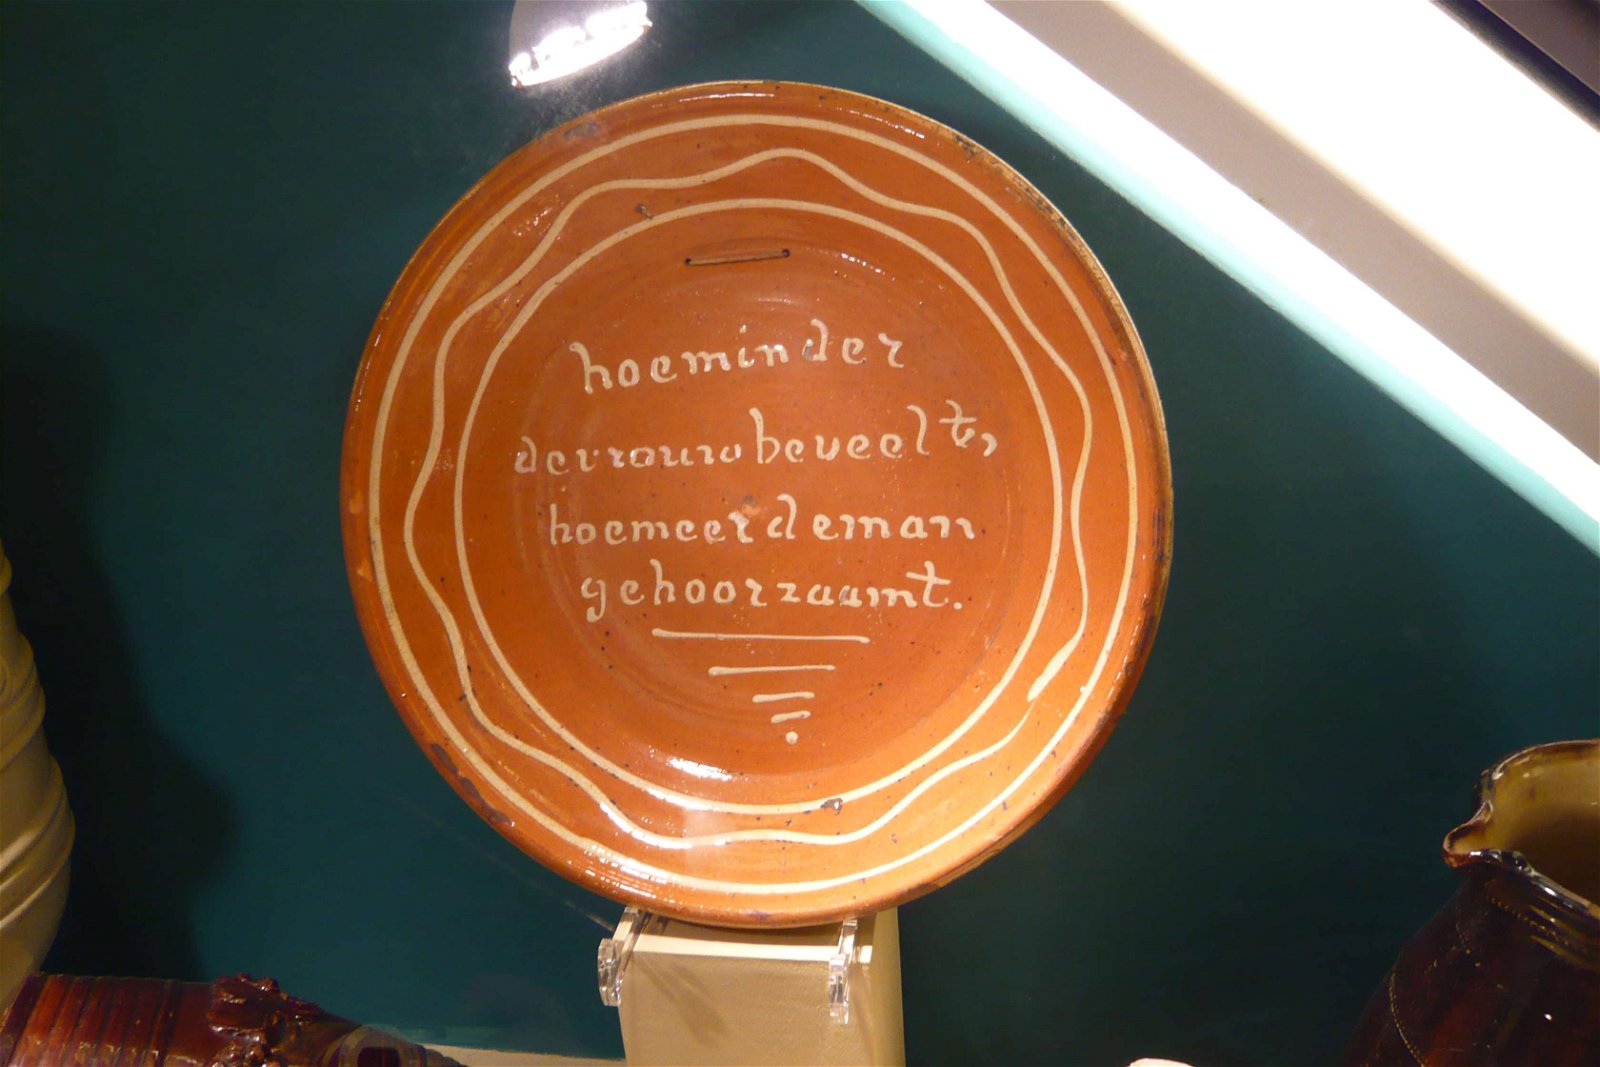 hoeminder
devrouwbeveelt,
hoemeerdeman
gehoorzaamt.